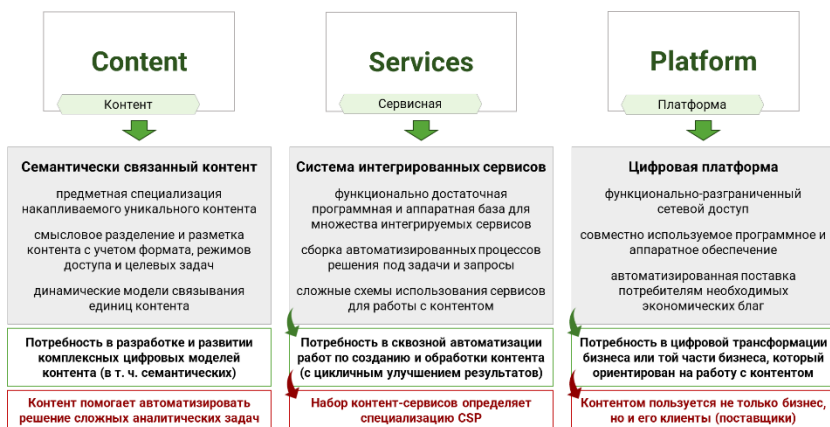 Content
Контент
Семантически связанный контент
предметная специализация
накапливаемого уникального контента
смысловое разделение и разметка
контента с учетом формата, режимов
доступа и целевых задач
динамические модели связывания
единиц контента
Потребность в разработке и развитии
комплексных цифровых моделей
контента (в т. ч. семантических)
Контент помогает автоматизировать
решение сложных аналитических задач
Services
Сервисная
Система интегрированных сервисов
функционально достаточная
программная и аппаратная база для
множества интегрируемых сервисов
сборка автоматизированных процессов
решения под задачи и запросы
сложные схемы использования сервисов
для работы с контентом
Потребность в сквозной автоматизации
работ по созданию и обработки контента
(с цикличным улучшением результатов)
Набор контент-сервисов определяет
специализацию CSP
Platform
Платформа
Цифровая платформа
функционально-разграниченный
сетевой доступ
совместно используемое программное и
аппаратное обеспечение
автоматизированная поставка
потребителям необходимых
экономических благ
Потребность в цифровой трансформации
бизнеса или той части бизнеса, который
ориентирован на работу с контентом
Контентом пользуется не только бизнес,
но и его клиенты (поставщики)